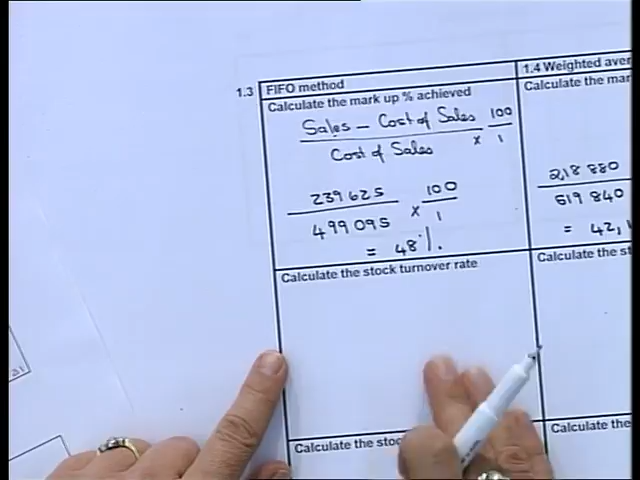 1.3 FIFO method
1.4 Weighted aver
Calculate the mark up % achieved
Calculate the mar
Sales - Cost of Sales
Cost of Sales
x 100
1
239 625
499 095
x 100
1
= 48%.
218 880
519 840
= 42,1
Calculate the stock turnover rate
Calculate the st
Calculate the stoc
Calculate the